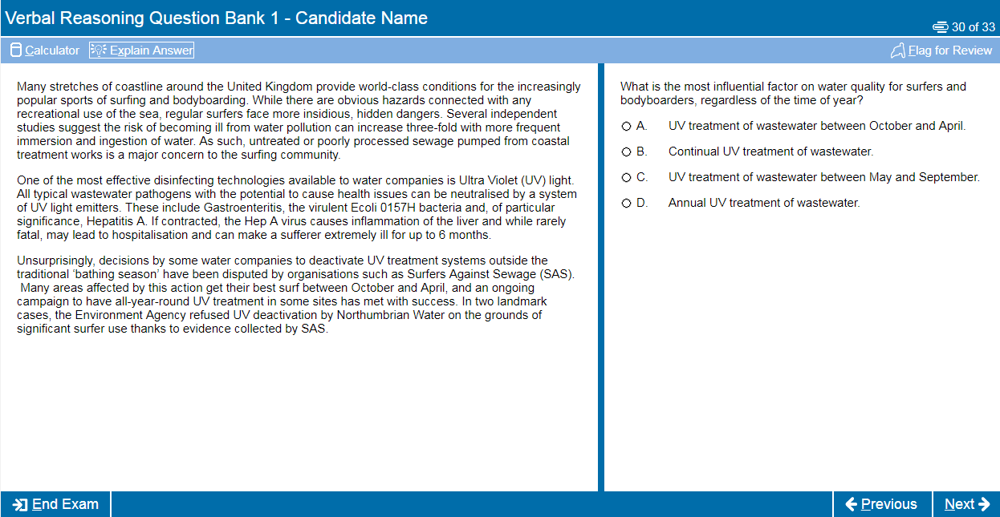 Verbal Reasoning Question Bank 1 - Candidate Name
30 of 33
Calculator
Explain Answer
Flag for Review
Many stretches of coastline around the United Kingdom provide world-class conditions for the increasingly
popular sports of surfing and bodyboarding. While there are obvious hazards connected with any
recreational use of the sea, regular surfers face more insidious, hidden dangers. Several independent
studies suggest the risk of becoming ill from water pollution can increase three-fold with more frequent
immersion and ingestion of water. As such, untreated or poorly processed sewage pumped from coastal
treatment works is a major concern to the surfing community.
One of the most effective disinfecting technologies available to water companies is Ultra Violet (UV) light.
All typical wastewater pathogens with the potential to cause health issues can be neutralised by a system
of UV light emitters. These include Gastroenteritis, the virulent Ecoli 0157H bacteria and, of particular
significance, Hepatitis A. If contracted, the Hep A virus causes inflammation of the liver and while rarely
fatal, may lead to hospitalisation and can make a sufferer extremely ill for up to 6 months.
Unsurprisingly, decisions by some water companies to deactivate UV treatment systems outside the
traditional ‘bathing season’ have been disputed by organisations such as Surfers Against Sewage (SAS).
Many areas affected by this action get their best surf between October and April, and an ongoing
campaign to have all-year-round UV treatment in some sites has met with success. In two landmark
cases, the Environment Agency refused UV deactivation by Northumbrian Water on the grounds of
significant surfer use thanks to evidence collected by SAS.
What is the most influential factor on water quality for surfers and
bodyboarders, regardless of the time of year?
A. UV treatment of wastewater between October and April.
B. Continual UV treatment of wastewater.
C. UV treatment of wastewater between May and September.
D. Annual UV treatment of wastewater.
End Exam
Previous
Next